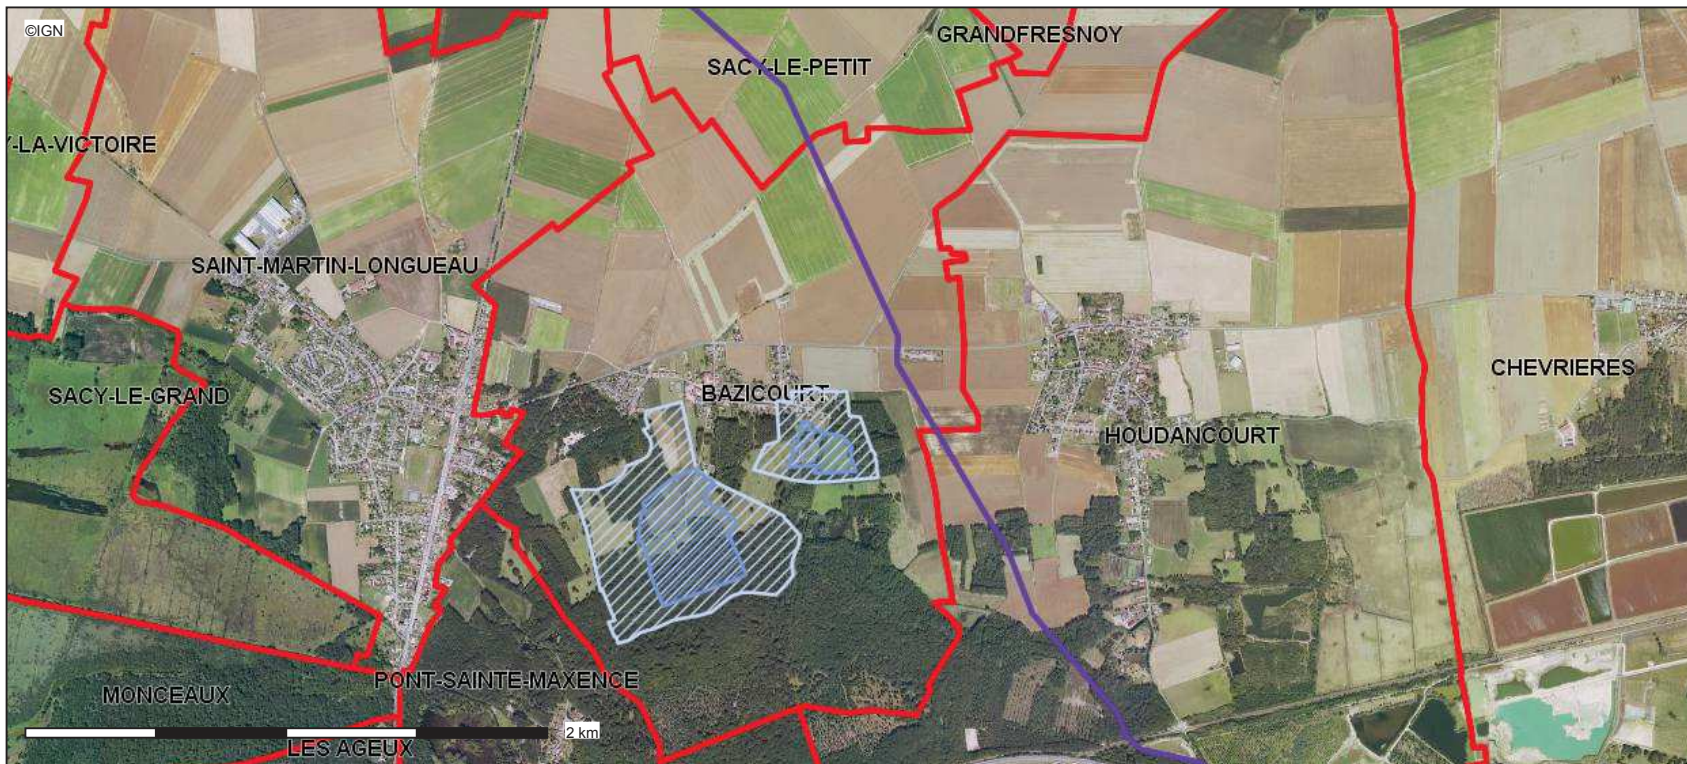 ©IGN
GRANDFRESNOY
SACY-LE-PETIT
Y-LA-VICTOIRE
SAINT-MARTIN-LONGUEAU
CHEVRIERES
BAZICOURT
SACY-LE-GRAND
HOUDANCOURT
PONT-SAINTE-MAXENCE
MONCEAUX
2 km
LES AGEUX